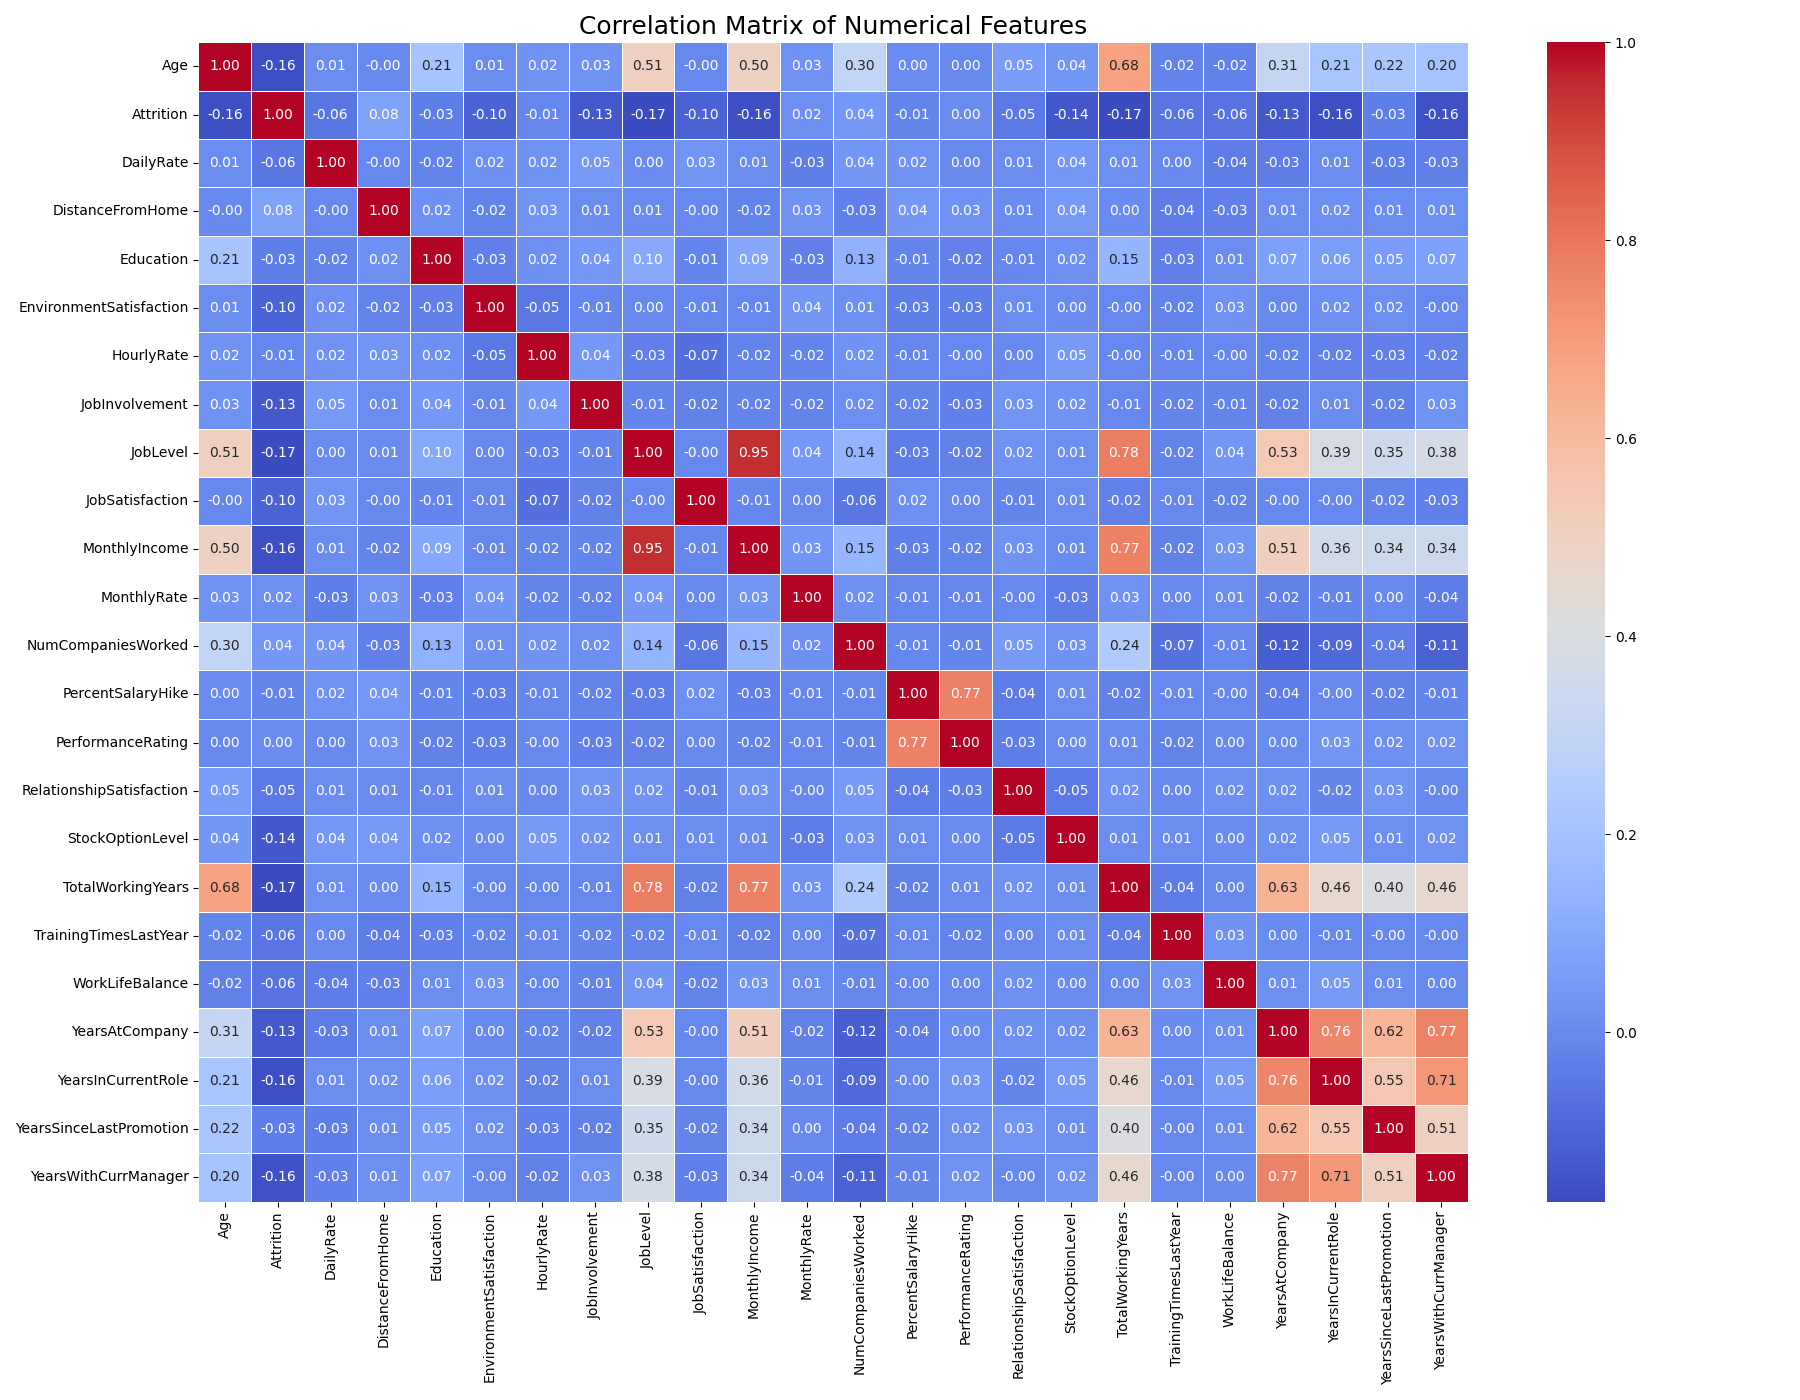 Correlation Matrix of Numerical Features
Age 1.00 -0.16 0.01 -0.00 0.21 0.01 0.02 0.03 0.51 -0.00 0.50 0.03 0.30 0.00 0.00 0.05 0.04 0.68 -0.02 -0.02 0.31 0.21 0.22 0.20
Attrition -0.16 1.00 -0.06 0.08 -0.03 -0.10 -0.01 -0.13 -0.17 -0.10 -0.16 0.02 0.04 -0.01 0.00 -0.05 -0.14 -0.17 -0.06 -0.06 -0.13 -0.16 -0.03 -0.16
DailyRate 0.01 -0.06 1.00 -0.00 -0.02 0.02 0.02 0.05 0.00 0.03 0.01 -0.03 0.04 0.02 0.00 0.01 0.04 0.01 0.00 -0.04 -0.03 0.01 -0.03 -0.03
DistanceFromHome -0.00 0.08 -0.00 1.00 0.02 -0.02 0.03 0.01 0.01 -0.00 -0.02 0.03 -0.03 0.04 0.03 0.01 0.04 0.00 -0.04 -0.03 0.01 0.02 0.01 0.01
Education 0.21 -0.03 -0.02 0.02 1.00 -0.03 0.02 0.04 0.10 -0.01 0.09 -0.03 0.13 -0.01 -0.02 -0.01 0.02 0.15 -0.03 0.01 0.07 0.06 0.05 0.07
EnvironmentSatisfaction 0.01 -0.10 0.02 -0.02 -0.03 1.00 -0.05 -0.01 0.00 -0.01 -0.01 0.04 0.01 -0.03 -0.03 0.01 0.00 -0.00 -0.02 0.03 0.00 0.02 0.02 -0.00
HourlyRate 0.02 -0.01 0.02 0.03 0.02 -0.05 1.00 0.04 -0.03 -0.07 -0.02 -0.02 0.02 -0.01 -0.00 0.00 0.05 -0.00 -0.01 -0.00 -0.02 -0.02 -0.03 -0.02
JobInvolvement 0.03 -0.13 0.05 0.01 0.04 -0.01 0.04 1.00 -0.01 -0.02 -0.02 -0.02 0.02 -0.02 -0.03 0.03 0.02 -0.01 -0.02 -0.01 -0.02 0.01 -0.02 0.03
JobLevel 0.51 -0.17 0.00 0.01 0.10 0.00 -0.03 -0.01 1.00 -0.00 0.95 0.04 0.14 -0.03 -0.02 0.02 0.01 0.78 -0.02 0.04 0.53 0.39 0.35 0.38
JobSatisfaction -0.00 -0.10 0.03 -0.00 -0.01 -0.01 -0.07 -0.02 -0.00 1.00 -0.01 0.00 -0.06 0.02 0.00 -0.01 0.01 -0.02 -0.01 -0.02 -0.00 -0.00 -0.02 -0.03
MonthlyIncome 0.50 -0.16 0.01 -0.02 0.09 -0.01 -0.02 -0.02 0.95 -0.01 1.00 0.03 0.15 -0.03 -0.02 0.03 0.01 0.77 -0.02 0.03 0.51 0.36 0.34 0.34
MonthlyRate 0.03 0.02 -0.03 0.03 -0.03 0.04 -0.02 -0.02 0.04 0.00 0.03 1.00 0.02 -0.01 -0.01 -0.00 -0.03 0.03 0.00 0.01 -0.02 -0.01 0.00 -0.04
NumCompaniesWorked 0.30 0.04 0.04 -0.03 0.13 0.01 0.02 0.02 0.14 -0.06 0.15 0.02 1.00 -0.01 -0.01 0.05 0.03 0.24 -0.07 -0.01 -0.12 -0.09 -0.04 -0.11
PercentSalaryHike 0.00 -0.01 0.02 0.04 -0.01 -0.03 -0.01 -0.02 -0.03 0.02 -0.03 -0.01 -0.01 1.00 0.77 -0.04 0.01 -0.02 -0.01 -0.00 -0.04 -0.00 -0.02 -0.01
PerformanceRating 0.00 0.00 0.00 0.03 -0.02 -0.03 -0.00 -0.03 -0.02 0.00 -0.02 -0.01 -0.01 0.77 1.00 -0.03 0.00 0.01 -0.02 0.00 0.00 0.03 0.02 0.02
RelationshipSatisfaction 0.05 -0.05 0.01 0.01 -0.01 0.01 0.00 0.03 0.02 -0.01 0.03 -0.00 0.05 -0.04 -0.03 1.00 -0.05 0.02 0.00 0.02 0.02 -0.02 0.03 -0.00
StockOptionLevel 0.04 -0.14 0.04 0.04 0.02 0.00 0.05 0.02 0.01 0.01 0.01 -0.03 0.03 0.01 0.00 -0.05 1.00 0.01 0.01 0.00 0.02 0.05 0.01 0.02
TotalWorkingYears 0.68 -0.17 0.01 0.00 0.15 -0.00 -0.00 -0.01 0.78 -0.02 0.77 0.03 0.24 -0.02 0.01 0.02 0.01 1.00 -0.04 0.00 0.63 0.46 0.40 0.46
TrainingTimesLastYear -0.02 -0.06 0.00 -0.04 -0.03 -0.02 -0.01 -0.02 -0.02 -0.01 -0.02 0.00 -0.07 -0.01 -0.02 0.00 0.01 -0.04 1.00 0.03 0.00 -0.01 -0.00 -0.00
WorkLifeBalance -0.02 -0.06 -0.04 -0.03 0.01 0.03 -0.00 -0.01 0.04 -0.02 0.03 0.01 -0.01 -0.00 0.00 0.02 0.00 0.00 0.03 1.00 0.01 0.05 0.01 0.00
YearsAtCompany 0.31 -0.13 -0.03 0.01 0.07 0.00 -0.02 -0.02 0.53 -0.00 0.51 -0.02 -0.12 -0.04 0.00 0.02 0.02 0.63 0.00 0.01 1.00 0.76 0.62 0.77
YearsInCurrentRole 0.21 -0.16 0.01 0.02 0.06 0.02 -0.02 0.01 0.39 -0.00 0.36 -0.01 -0.09 -0.00 0.03 -0.02 0.05 0.46 -0.01 0.05 0.76 1.00 0.55 0.71
YearsSinceLastPromotion 0.22 -0.03 -0.03 0.01 0.05 0.02 -0.03 -0.02 0.35 -0.02 0.34 0.00 -0.04 -0.02 0.02 0.03 0.01 0.40 -0.00 0.01 0.62 0.55 1.00 0.51
YearsWithCurrManager 0.20 -0.16 -0.03 0.01 0.07 -0.00 -0.02 0.03 0.38 -0.03 0.34 -0.04 -0.11 -0.01 0.02 -0.00 0.02 0.46 -0.00 0.00 0.77 0.71 0.51 1.00
Age
Attrition
DailyRate
DistanceFromHome
Education
EnvironmentSatisfaction
HourlyRate
JobInvolvement
JobLevel
JobSatisfaction
MonthlyIncome
MonthlyRate
NumCompaniesWorked
PercentSalaryHike
PerformanceRating
RelationshipSatisfaction
StockOptionLevel
TotalWorkingYears
TrainingTimesLastYear
WorkLifeBalance
YearsAtCompany
YearsInCurrentRole
YearsSinceLastPromotion
YearsWithCurrManager
1.0
0.8
0.6
0.4
0.2
0.0